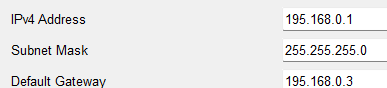 IPv4 Address 195.168.0.1
Subnet Mask 255.255.255.0
Default Gateway 195.168.0.3